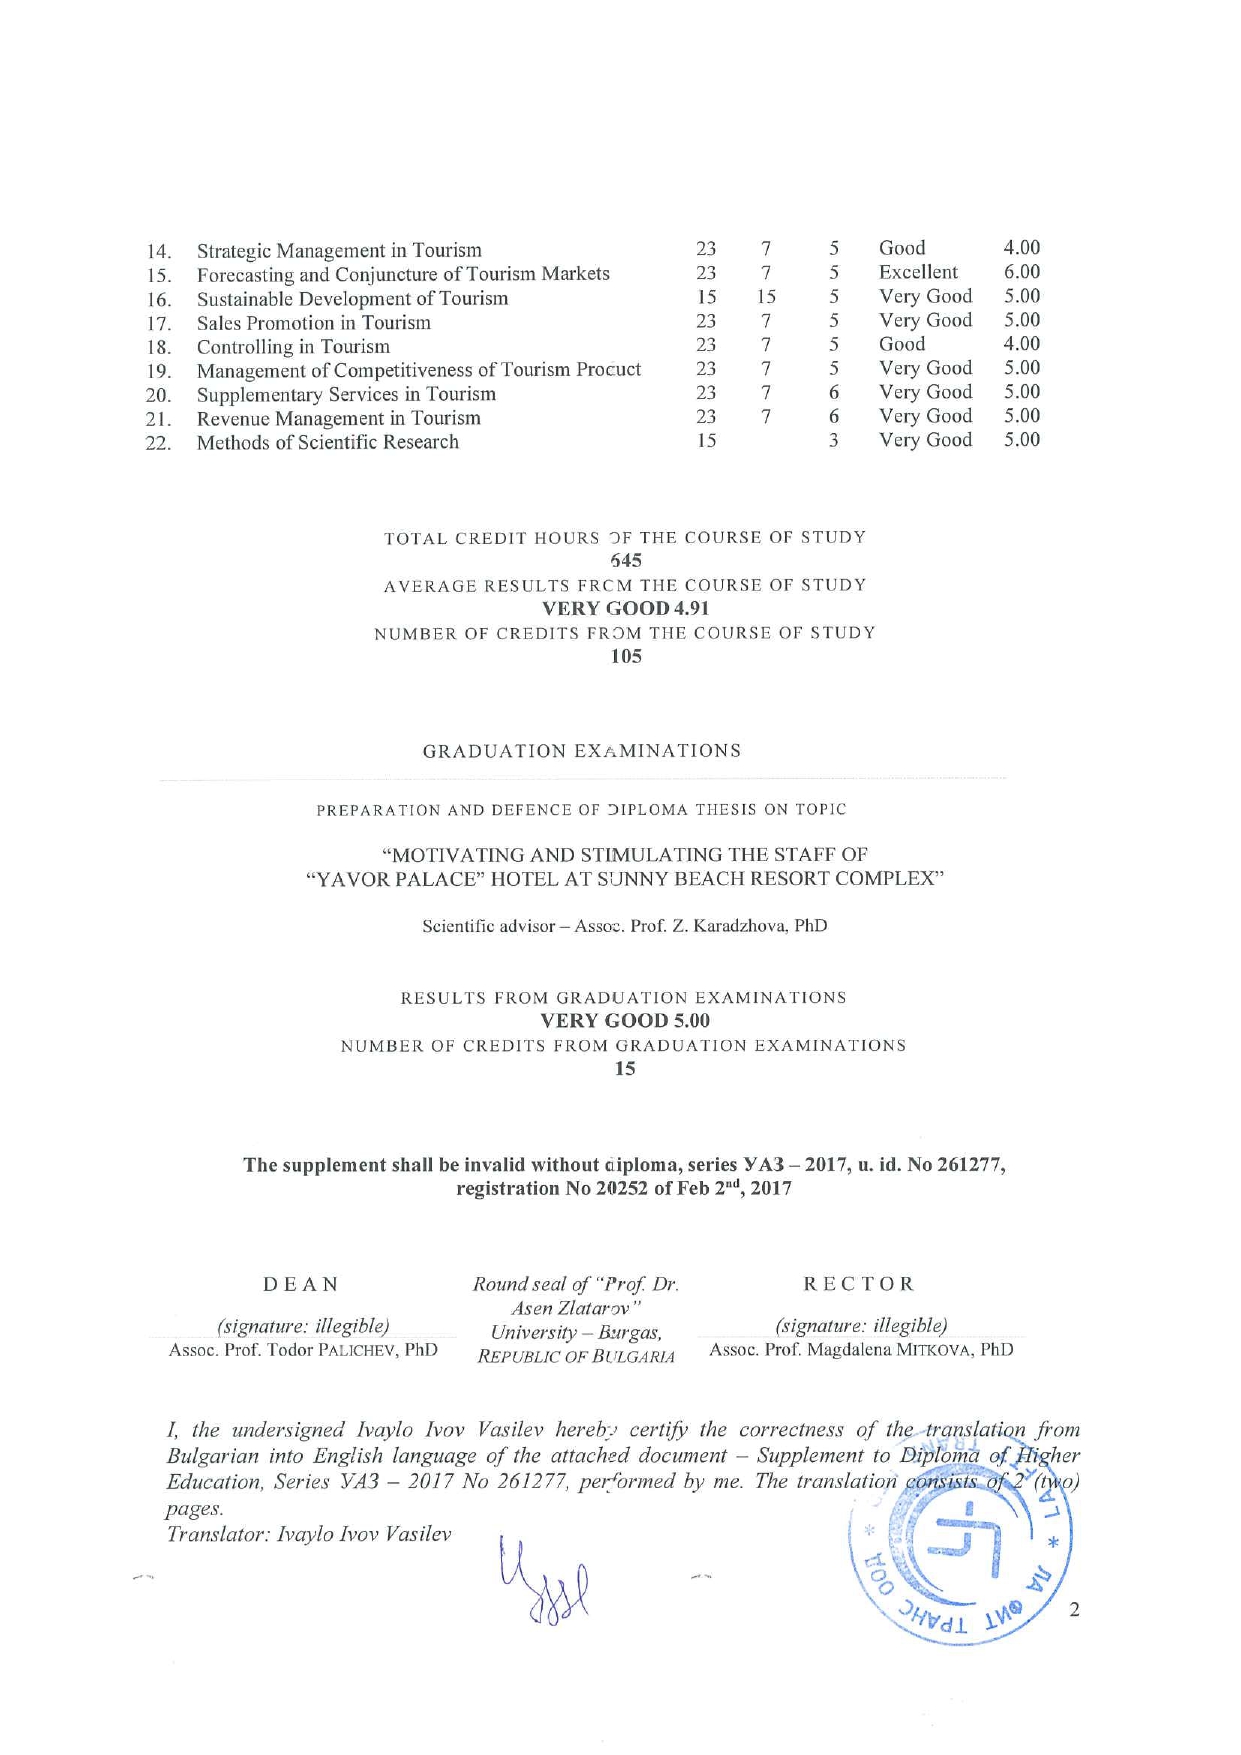 14. Strategic Management in Tourism 23 7 5 Good 4.00
15. Forecasting and Conjuncture of Tourism Markets 23 7 5 Excellent 6.00
16. Sustainable Development of Tourism 15 15 5 Very Good 5.00
17. Sales Promotion in Tourism 23 7 5 Very Good 5.00
18. Controlling in Tourism 23 7 5 Good 4.00
19. Management of Competitiveness of Tourism Product 23 7 5 Very Good 5.00
20. Supplementary Services in Tourism 23 7 6 Very Good 5.00
21. Revenue Management in Tourism 23 7 6 Very Good 5.00
22. Methods of Scientific Research 15 3 Very Good 5.00
TOTAL CREDIT HOURS OF THE COURSE OF STUDY
645
AVERAGE RESULTS FROM THE COURSE OF STUDY
VERY GOOD 4.91
NUMBER OF CREDITS FROM THE COURSE OF STUDY
105
GRADUATION EXAMINATIONS
PREPARATION AND DEFENCE OF DIPLOMA THESIS ON TOPIC
“MOTIVATING AND STIMULATING THE STAFF OF
“YAVOR PALACE” HOTEL AT SUNNY BEACH RESORT COMPLEX”
Scientific advisor – Assoc. Prof. Z. Karadzhova, PhD
RESULTS FROM GRADUATION EXAMINATIONS
VERY GOOD 5.00
NUMBER OF CREDITS FROM GRADUATION EXAMINATIONS
15
The supplement shall be invalid without diploma, series УАЗ – 2017, u. id. No 261277,
registration No 20252 of Feb 2nd, 2017
DEAN
(signature: illegible)
Assoc. Prof. Todor PALICHEV, PhD
Round seal of “Prof. Dr.
Asen Zlatarov”
University – Burgas,
REPUBLIC OF BULGARIA
RECTOR
(signature: illegible)
Assoc. Prof. Magdalena MITKOVA, PhD
I, the undersigned Ivaylo Ivov Vasilev hereby certify the correctness of the translation from
Bulgarian into English language of the attached document – Supplement to Diploma of Higher
Education, Series УАЗ – 2017 No 261277, performed by me. The translation consists of 2 (two)
pages.
Translator: Ivaylo Ivov Vasilev
ЛА ФИТ ТРАНС ООД
2